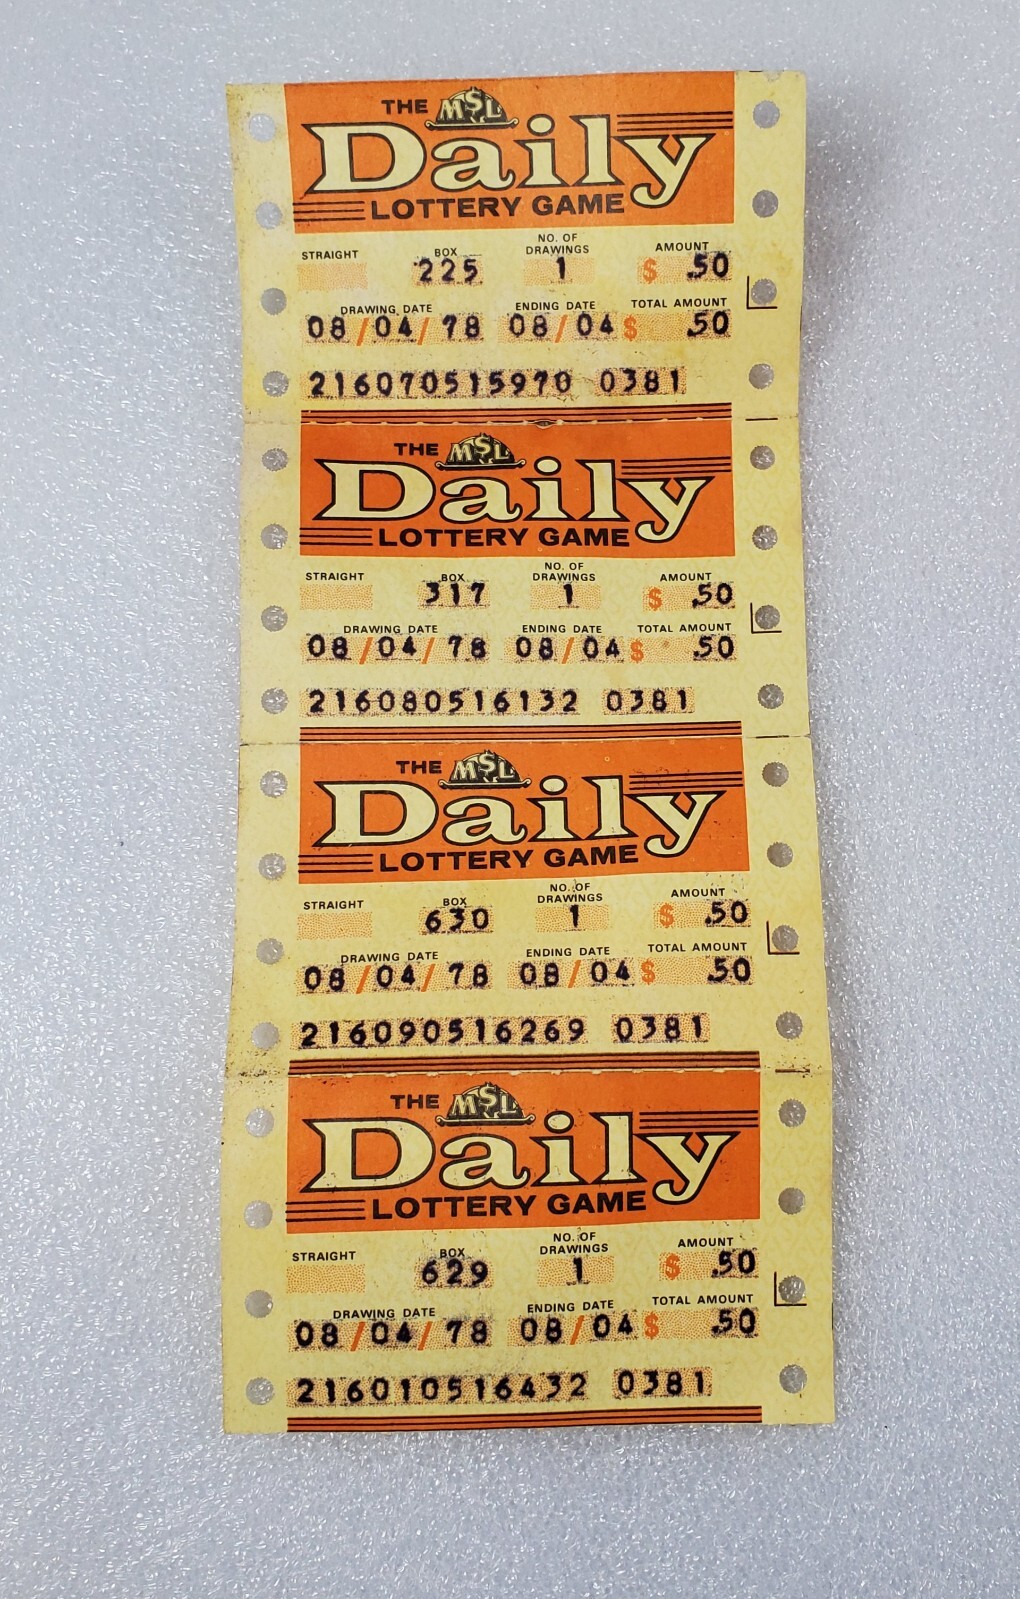 THE MSL
Daily
LOTTERY GAME
STRAIGHT BOX NO. OF DRAWINGS AMOUNT
225 1 $ .50
DRAWING DATE ENDING DATE TOTAL AMOUNT
08/04/78 08/04 $ .50
216070515970 0381
THE MSL
Daily
LOTTERY GAME
STRAIGHT BOX NO. OF DRAWINGS AMOUNT
317 1 $ .50
DRAWING DATE ENDING DATE TOTAL AMOUNT
08/04/78 08/04 $ .50
216080516132 0381
THE MSL
Daily
LOTTERY GAME
STRAIGHT BOX NO. OF DRAWINGS AMOUNT
630 1 $ .50
DRAWING DATE ENDING DATE TOTAL AMOUNT
08/04/78 08/04 $ .50
216090516269 0381
THE MSL
Daily
LOTTERY GAME
STRAIGHT BOX NO. OF DRAWINGS AMOUNT
629 1 $ .50
DRAWING DATE ENDING DATE TOTAL AMOUNT
08/04/78 08/04 $ .50
216010516432 0381